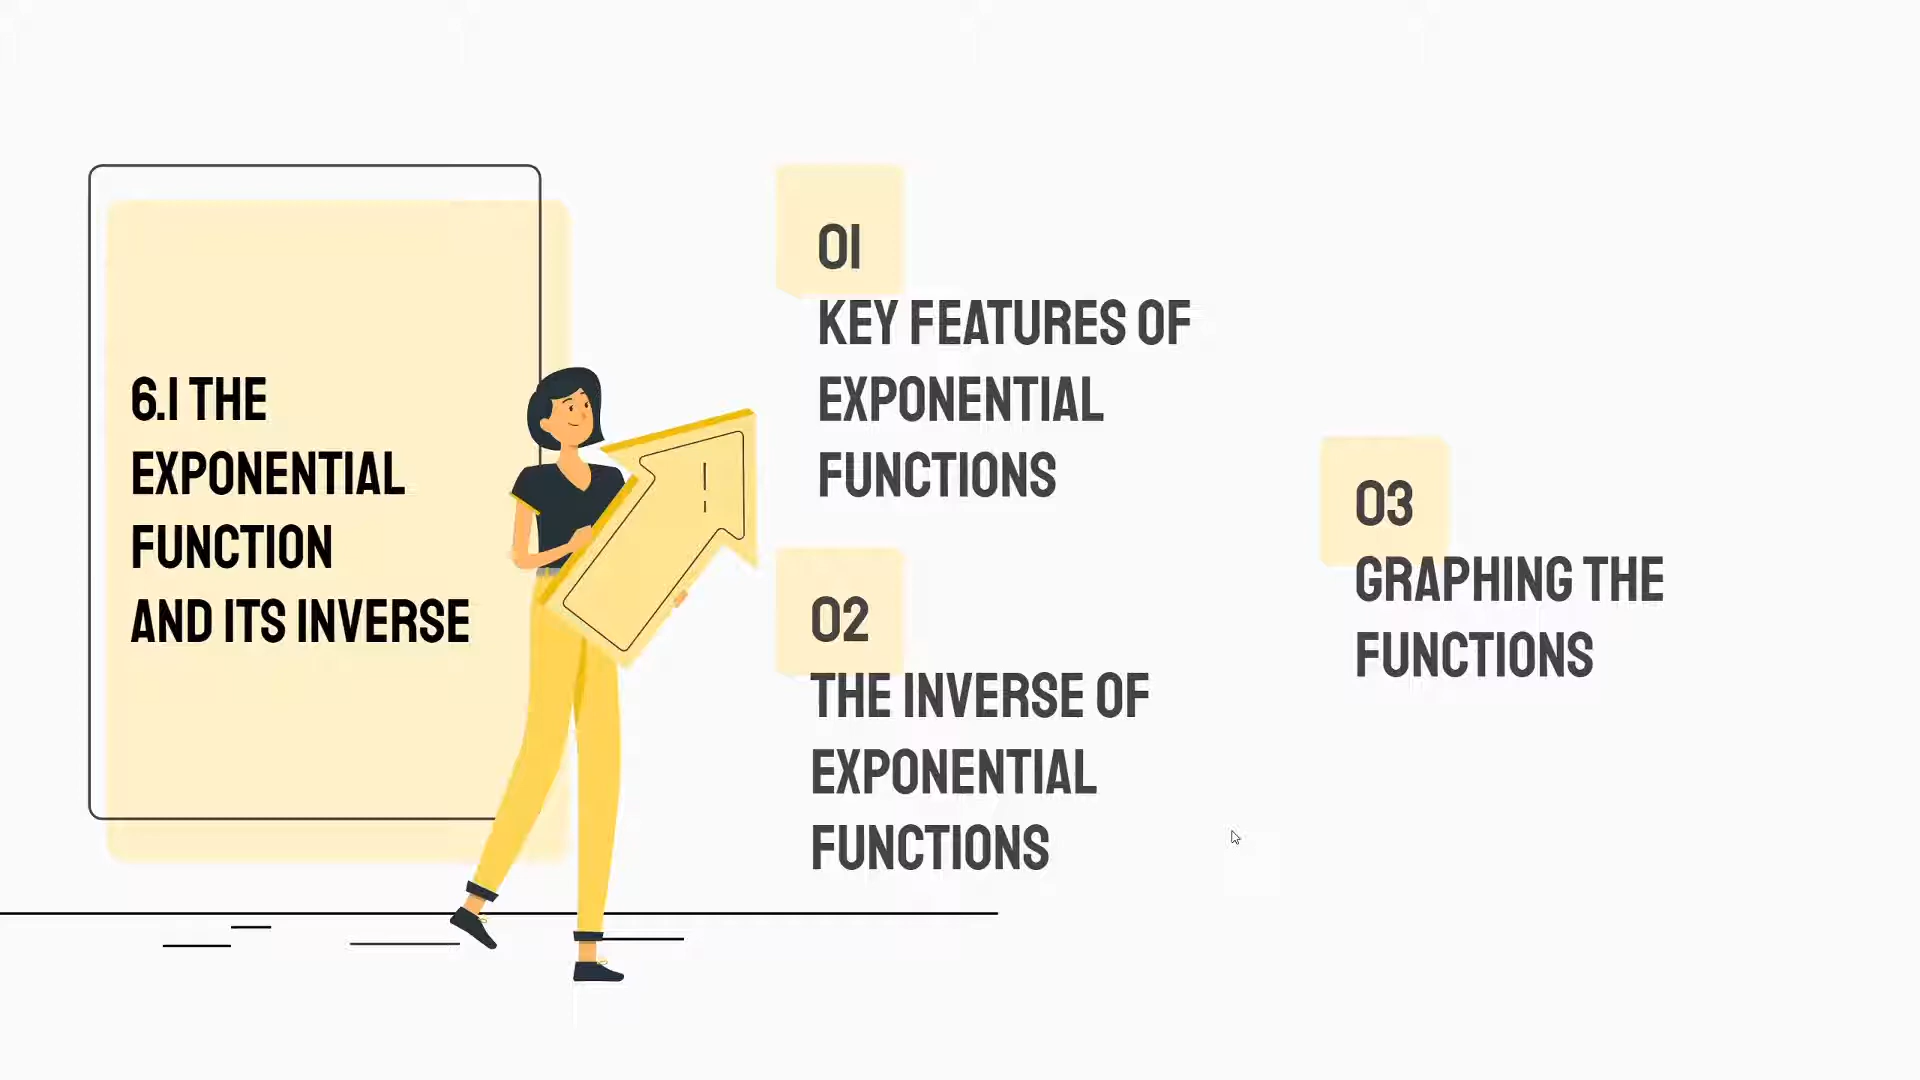 6.1 THE
EXPONENTIAL
FUNCTION
AND ITS INVERSE
01
KEY FEATURES OF
EXPONENTIAL
FUNCTIONS
02
THE INVERSE OF
EXPONENTIAL
FUNCTIONS
03
GRAPHING THE
FUNCTIONS